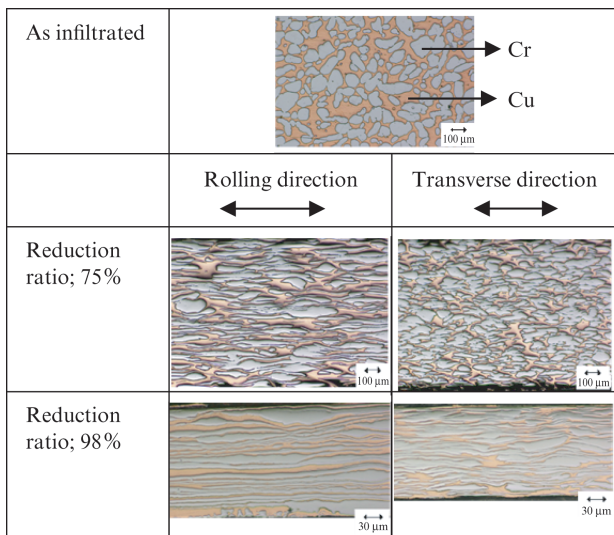 As infiltrated
Cr
Cu
100 μm
Rolling direction
Transverse direction
Reduction
ratio; 75%
100 μm
100 μm
Reduction
ratio; 98%
30 μm
30 μm